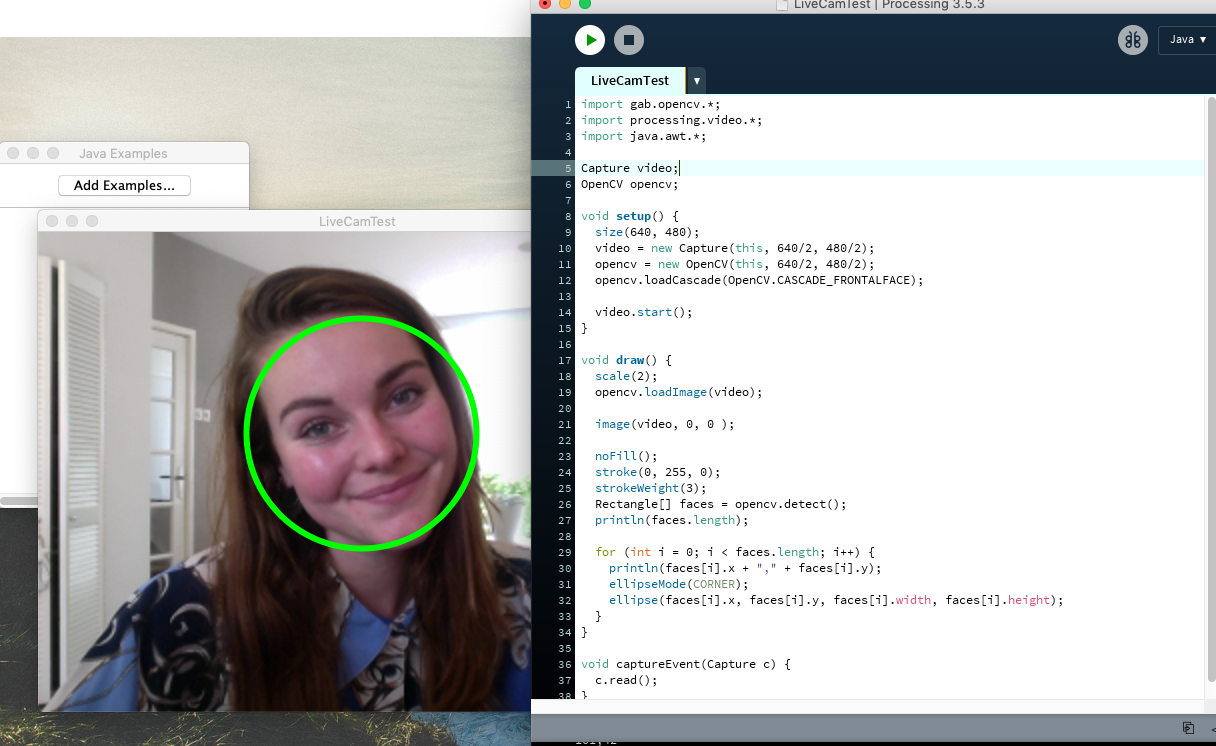 LiveCamTest | Processing 3.5.3
Java ▾
LiveCamTest ▾
Java Examples
Add Examples...
LiveCamTest
1 import gab.opencv.*;
2 import processing.video.*;
3 import java.awt.*;
4
5 Capture video;
6 OpenCV opencv;
7
8 void setup() {
9   size(640, 480);
10   video = new Capture(this, 640/2, 480/2);
11   opencv = new OpenCV(this, 640/2, 480/2);
12   opencv.loadCascade(OpenCV.CASCADE_FRONTALFACE);
13
14   video.start();
15 }
16
17 void draw() {
18   scale(2);
19   opencv.loadImage(video);
20
21   image(video, 0, 0 );
22
23   noFill();
24   stroke(0, 255, 0);
25   strokeWeight(3);
26   Rectangle[] faces = opencv.detect();
27   println(faces.length);
28
29   for (int i = 0; i < faces.length; i++) {
30     println(faces[i].x + "," + faces[i].y);
31     ellipseMode(CORNER);
32     ellipse(faces[i].x, faces[i].y, faces[i].width, faces[i].height);
33   }
34 }
35
36 void captureEvent(Capture c) {
37   c.read();
38 }